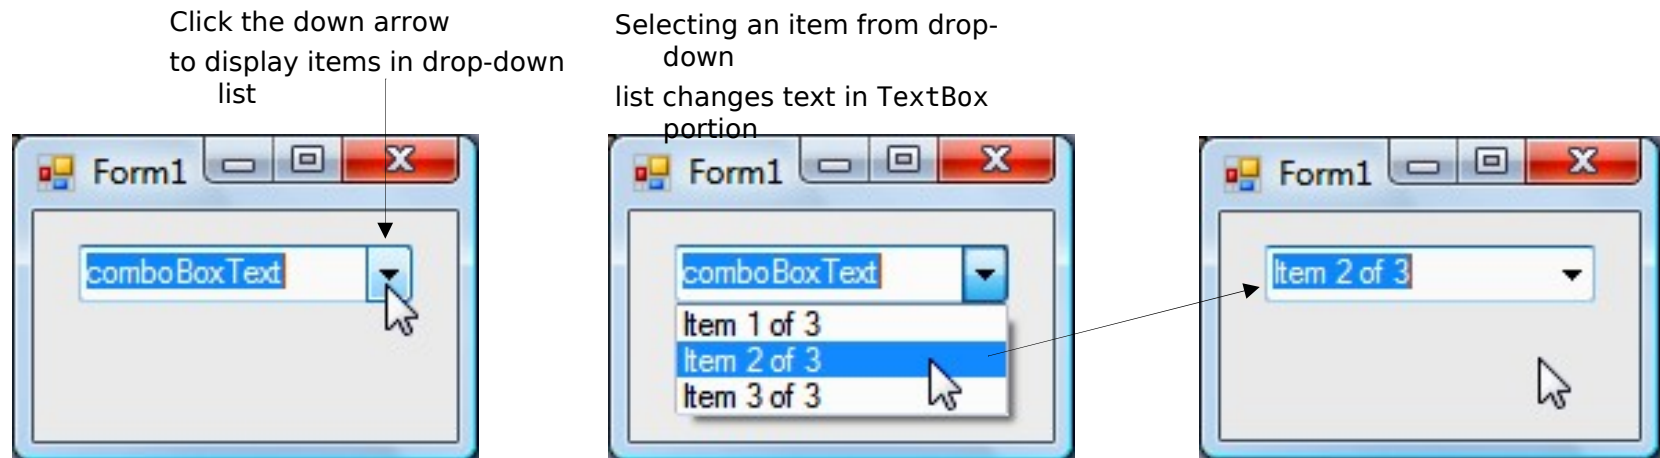 Click the down arrow
to display items in drop-down
list
Selecting an item from drop-
down
list changes text in TextBox
portion
Form1
comboBoxText
Form1
comboBoxText
Item 1 of 3
Item 2 of 3
Item 3 of 3
Form1
Item 2 of 3